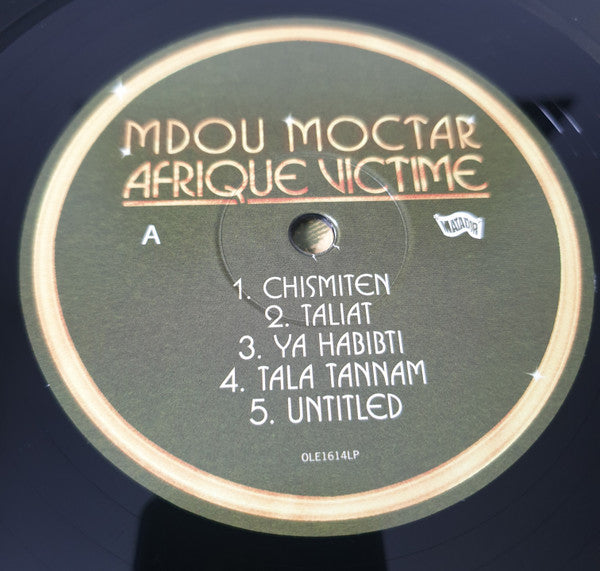 MDOU MOCTAR
AFRIQUE VICTIME
A
MATADOR
1. CHISMITEN
2. TALIAT
3. YA HABIBTI
4. TALA TANNAM
5. UNTITLED
OLE1614LP